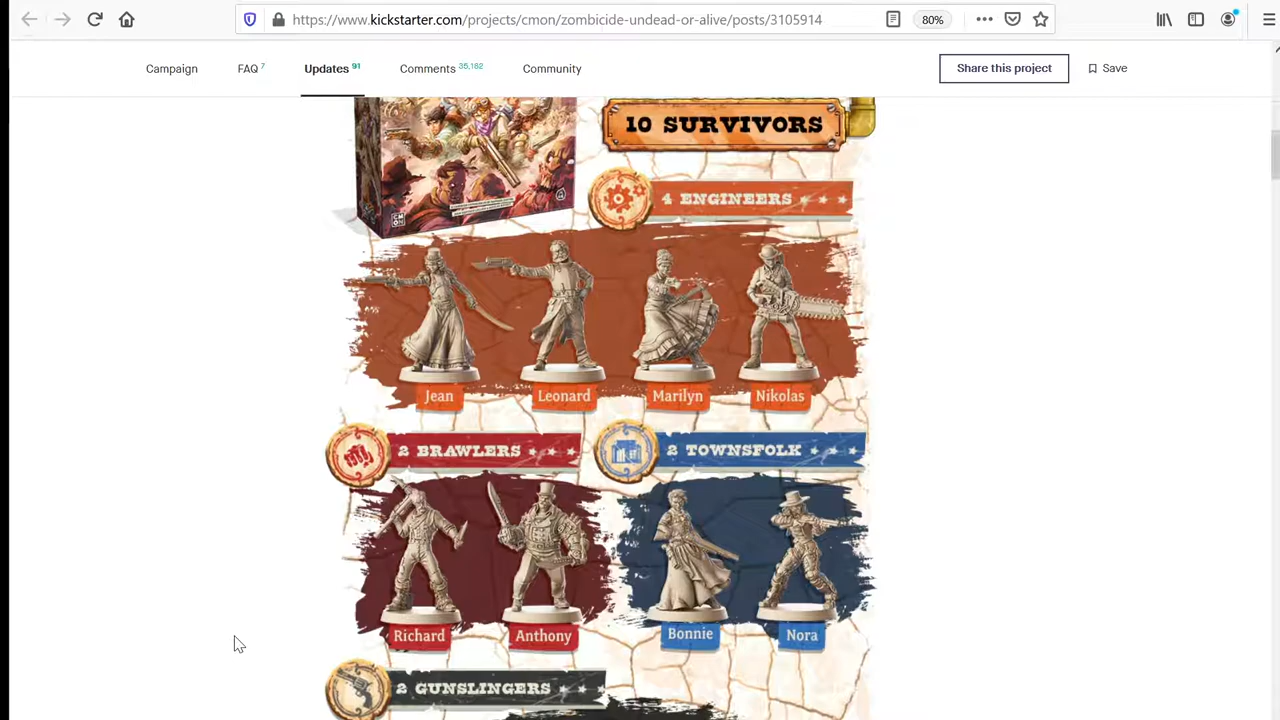 https://www.kickstarter.com/projects/cmon/zombicide-undead-or-alive/posts/3105914
80%
Campaign
FAQ 7
Updates 91
Comments 35,182
Community
Share this project
Save
10 SURVIVORS
CMON
4 ENGINEERS
Jean
Leonard
Marilyn
Nikolas
2 BRAWLERS
2 TOWNSFOLK
Richard
Anthony
Bonnie
Nora
2 GUNSLINGERS